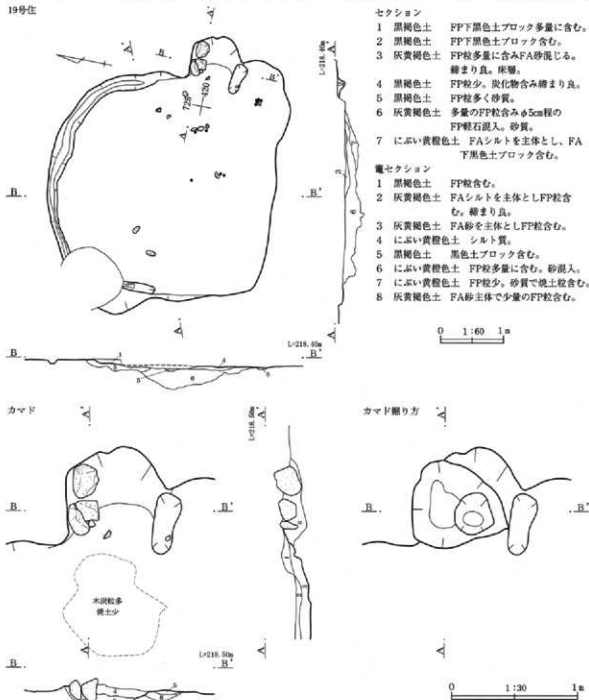 19号住
セクション
1 黒褐色土 FP下黒色土ブロック多量に含む。
2 黒褐色土 FP下黒色土ブロック含む。
3 灰黄褐色土 FP粒多量に含みFA砂混じる。
締まり良。床層。
4 黒褐色土 FP粒少。炭化物含み締まり良。
5 黒褐色土 FP粒多く砂質。
6 灰黄褐色土 多量のFP粒含みφ5cm程の
FP軽石混入。砂質。
7 にぶい黄橙色土 FAシルトを主体とし、FA
下黒色土ブロック含む。
竈セクション
1 黒褐色土 FP粒含む。
2 灰黄褐色土 FAシルトを主体としFP粒含
む。締まり良。
3 灰黄褐色土 FA砂を主体としFP粒含む。
4 にぶい黄橙色土 シルト質。
5 黒褐色土 黒色土ブロック含む。
6 にぶい黄橙色土 FP粒多量に含む。砂混入。
7 にぶい黄橙色土 FP粒少。砂質で焼土粒含む。
8 灰黄褐色土 FA砂主体で少量のFP粒含む。
A
A'
A'
B
B'
728
420
A
B
B'
A
L=218.40m
3
6
0 1:60 1m
L=218.40m
B
B'
1
4
5
6
カマド
A'
B
B'
木炭粒多
焼土少
A
L=218.50m
A'
A
カマド掘り方
A'
B
B'
A
L=218.50m
B
B'
4
5
6
0 1:30 1m